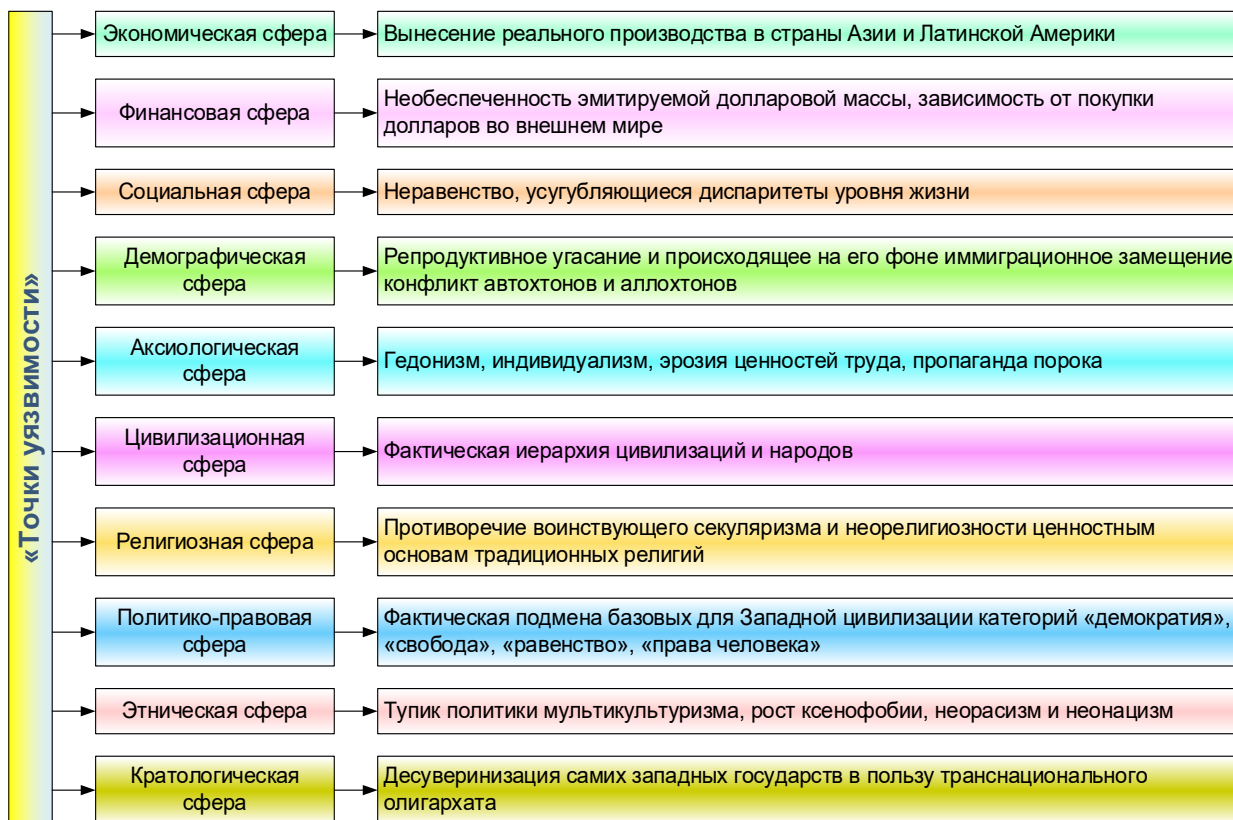 «Точки уязвимости»
Экономическая сфера
Вынесение реального производства в страны Азии и Латинской Америки
Финансовая сфера
Необеспеченность эмитируемой долларовой массы, зависимость от покупки
долларов во внешнем мире
Социальная сфера
Неравенство, усугубляющиеся диспаритеты уровня жизни
Демографическая
сфера
Репродуктивное угасание и происходящее на его фоне иммиграционное замещение
конфликт автохтонов и аллохтонов
Аксиологическая
сфера
Гедонизм, индивидуализм, эрозия ценностей труда, пропаганда порока
Цивилизационная
сфера
Фактическая иерархия цивилизаций и народов
Религиозная сфера
Противоречие воинствующего секуляризма и неорелигиозности ценностным
основам традиционных религий
Политико-правовая
сфера
Фактическая подмена базовых для Западной цивилизации категорий «демократия»,
«свобода», «равенство», «права человека»
Этническая сфера
Тупик политики мультикультуризма, рост ксенофобии, неорасизм и неонацизм
Кратологическая
сфера
Десуверинизация самих западных государств в пользу транснационального
олигархата